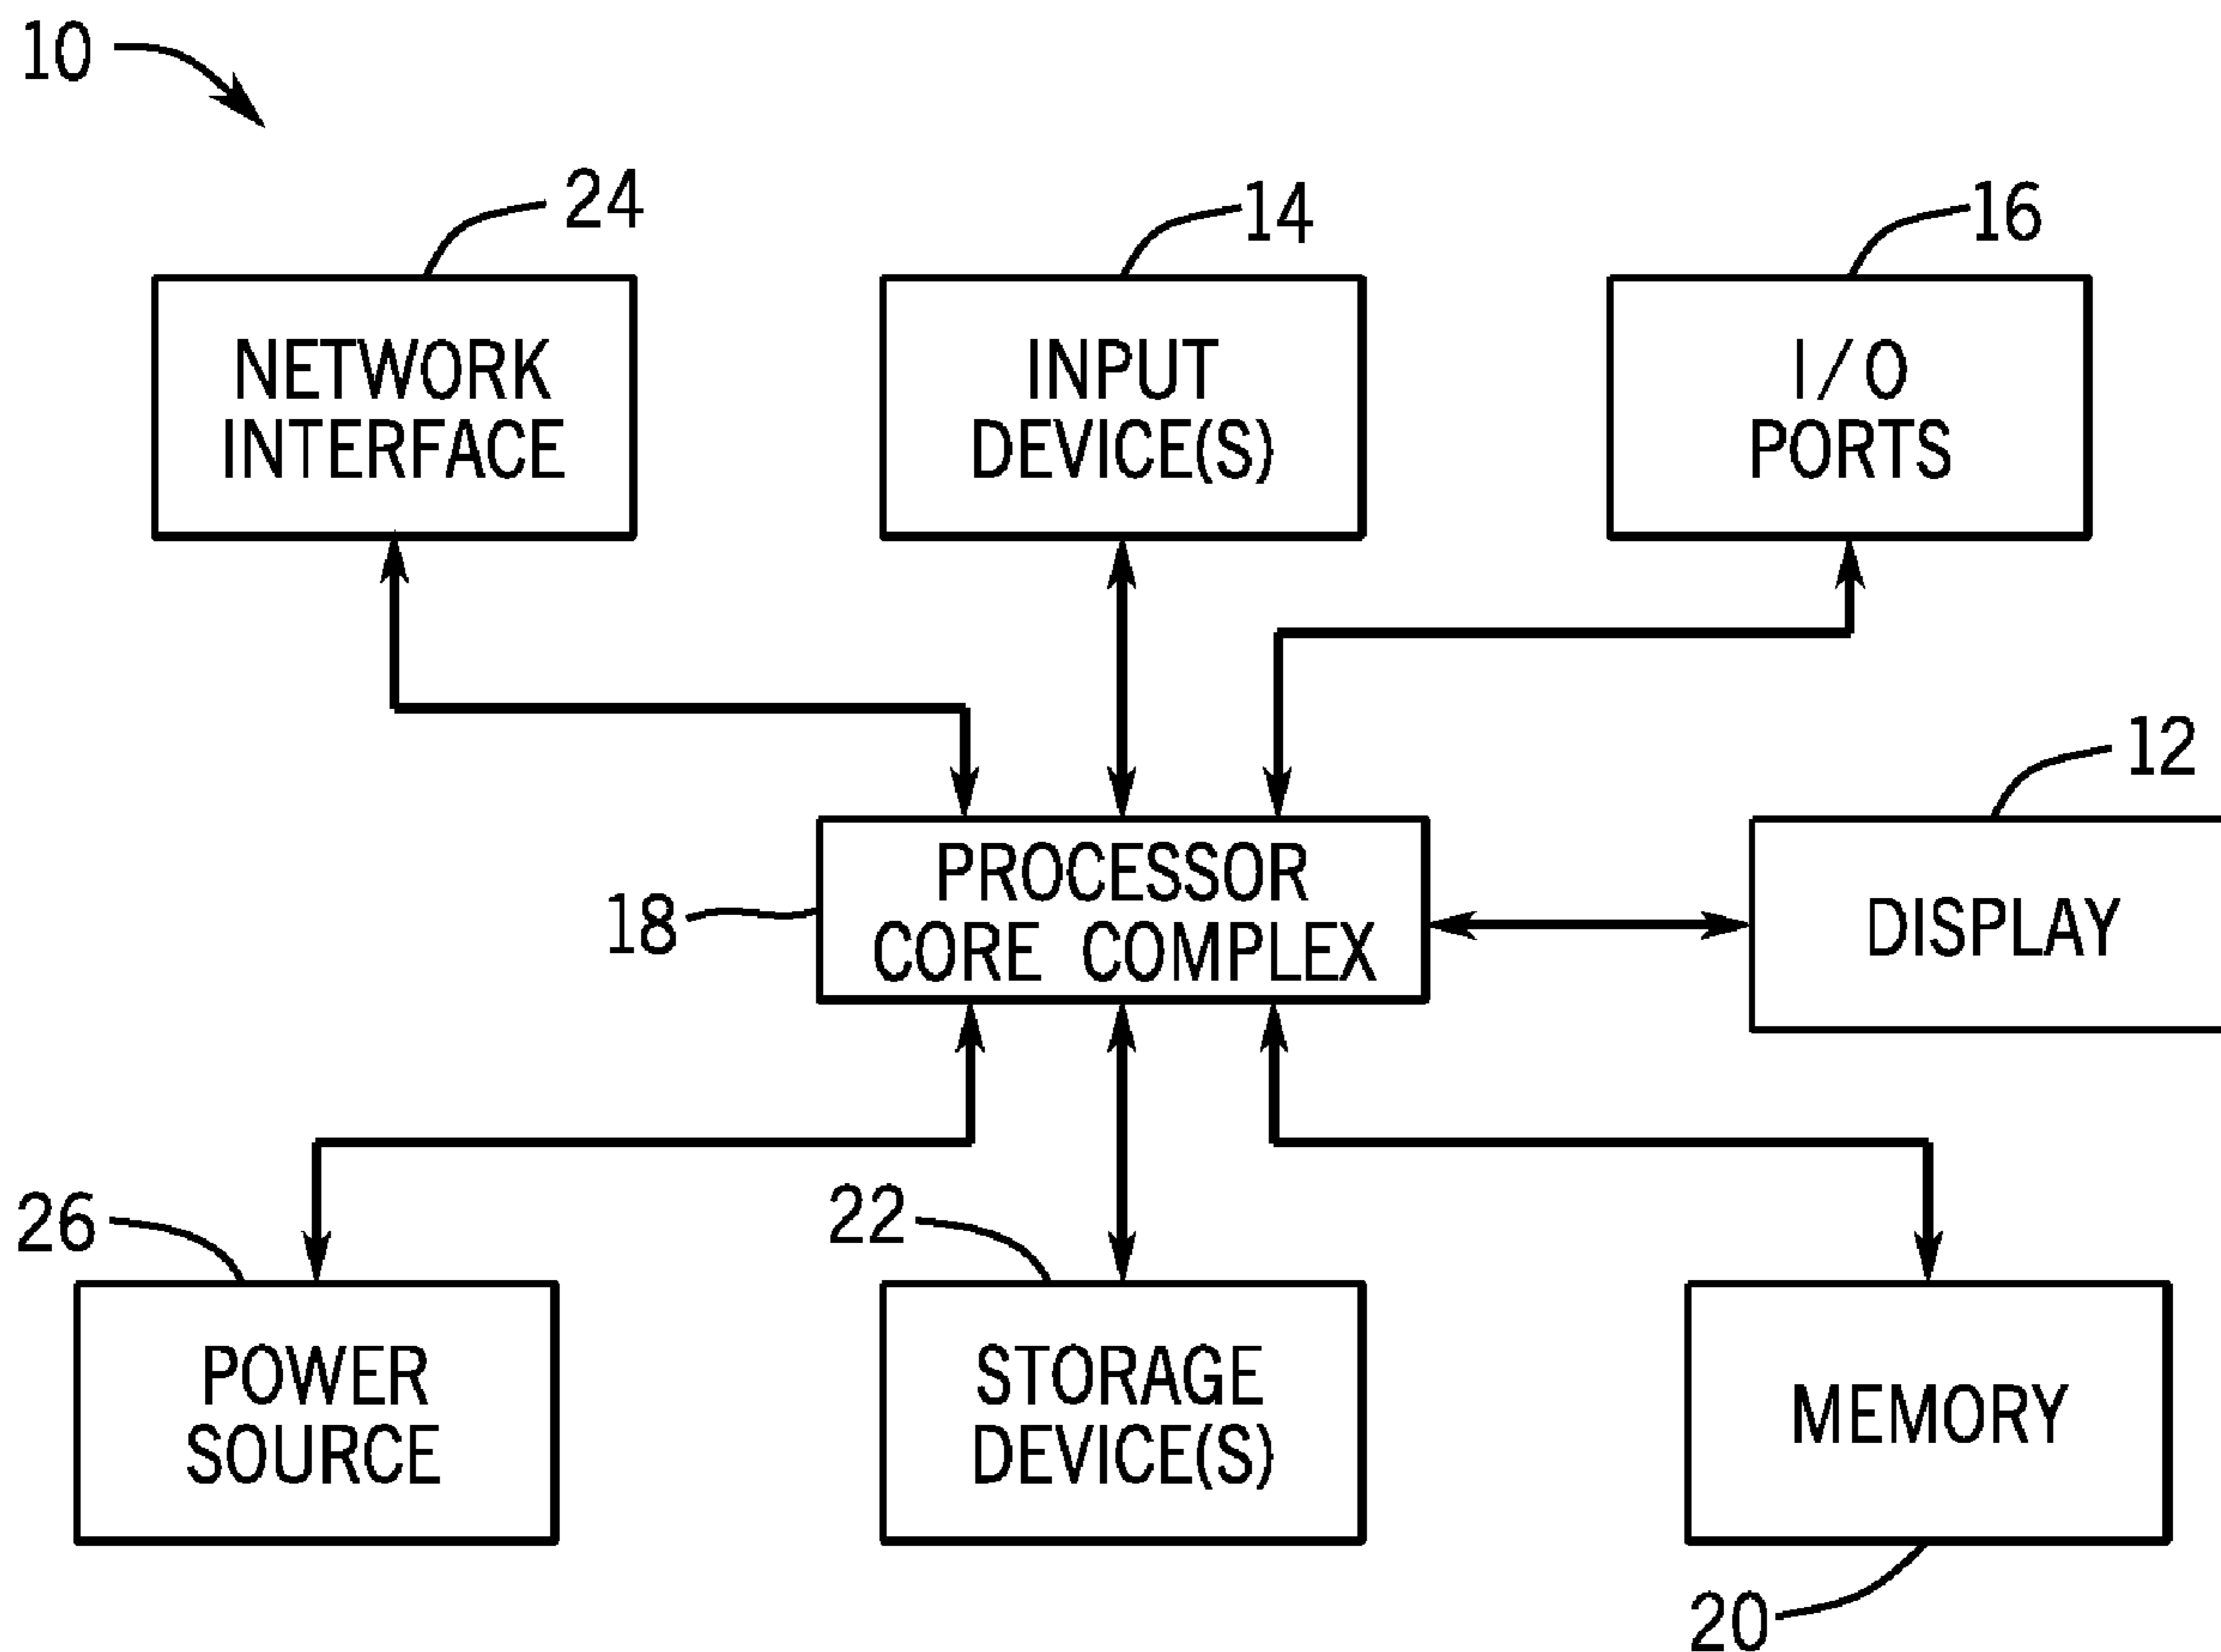 10
24
14
16
NETWORK
INTERFACE
INPUT
DEVICE(S)
I/O
PORTS
12
18
PROCESSOR
CORE COMPLEX
DISPLAY
26
22
POWER
SOURCE
STORAGE
DEVICE(S)
MEMORY
20